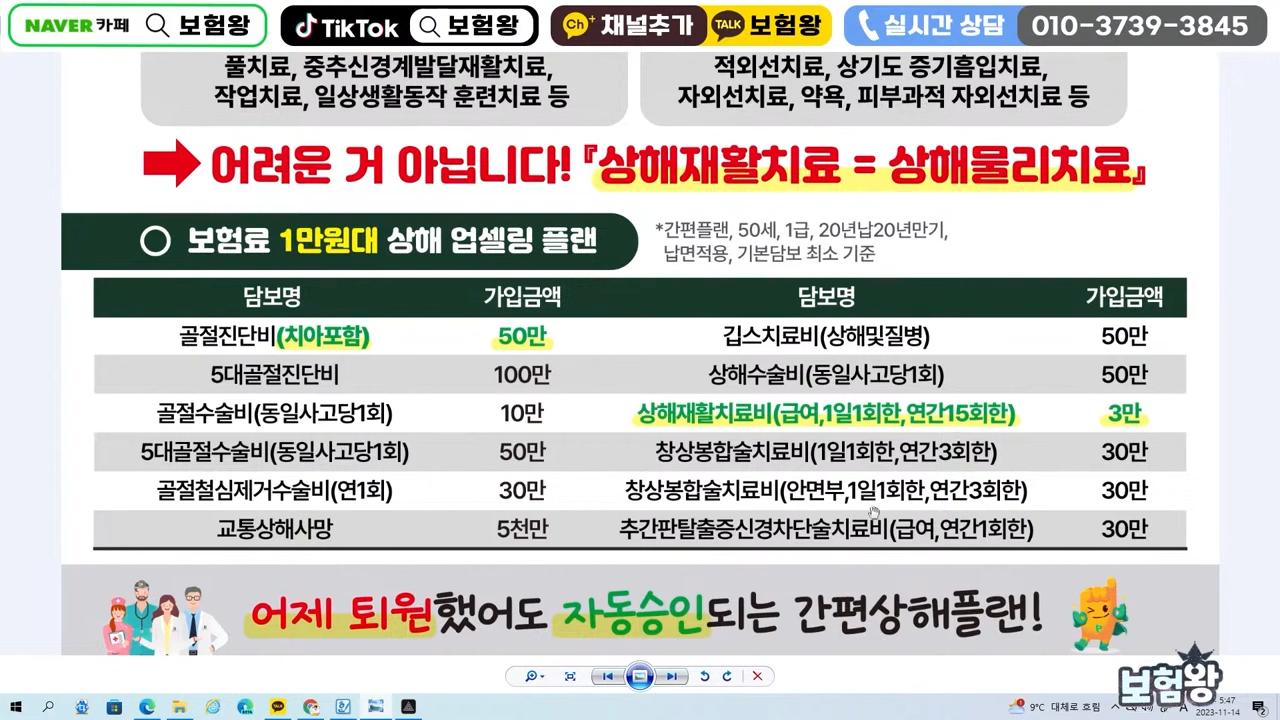 NAVER 카페 보험왕
TikTok 보험왕
Ch+ 채널추가 TALK 보험왕
실시간 상담 010-3739-3845
풀치료, 중추신경계발달재활치료,
작업치료, 일상생활동작 훈련치료 등
적외선치료, 상기도 증기흡입치료,
자외선치료, 약욕, 피부과적 자외선치료 등
어려운 거 아닙니다! 『상해재활치료 = 상해물리치료』
보험료 1만원대 상해 업셀링 플랜
*간편플랜, 50세, 1급, 20년납20년만기,
납면적용, 기본담보 최소 기준
담보명 가입금액 담보명 가입금액
골절진단비(치아포함) 50만 깁스치료비(상해및질병) 50만
5대골절진단비 100만 상해수술비(동일사고당1회) 50만
골절수술비(동일사고당1회) 10만 상해재활치료비(급여,1일1회한,연간15회한) 3만
5대골절수술비(동일사고당1회) 50만 창상봉합술치료비(1일1회한,연간3회한) 30만
골절철심제거수술비(연1회) 30만 창상봉합술치료비(안면부,1일1회한,연간3회한) 30만
교통상해사망 5천만 추간판탈출증신경차단술치료비(급여,연간1회한) 30만
어제 퇴원했어도 자동승인되는 간편상해플랜!
보험왕
9°C 대체로 흐림
5:47
2023-11-14